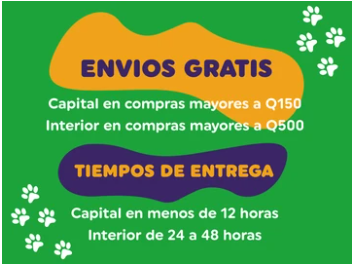 ENVIOS GRATIS
Capital en compras mayores a Q150
Interior en compras mayores a Q500
TIEMPOS DE ENTREGA
Capital en menos de 12 horas
Interior de 24 a 48 horas